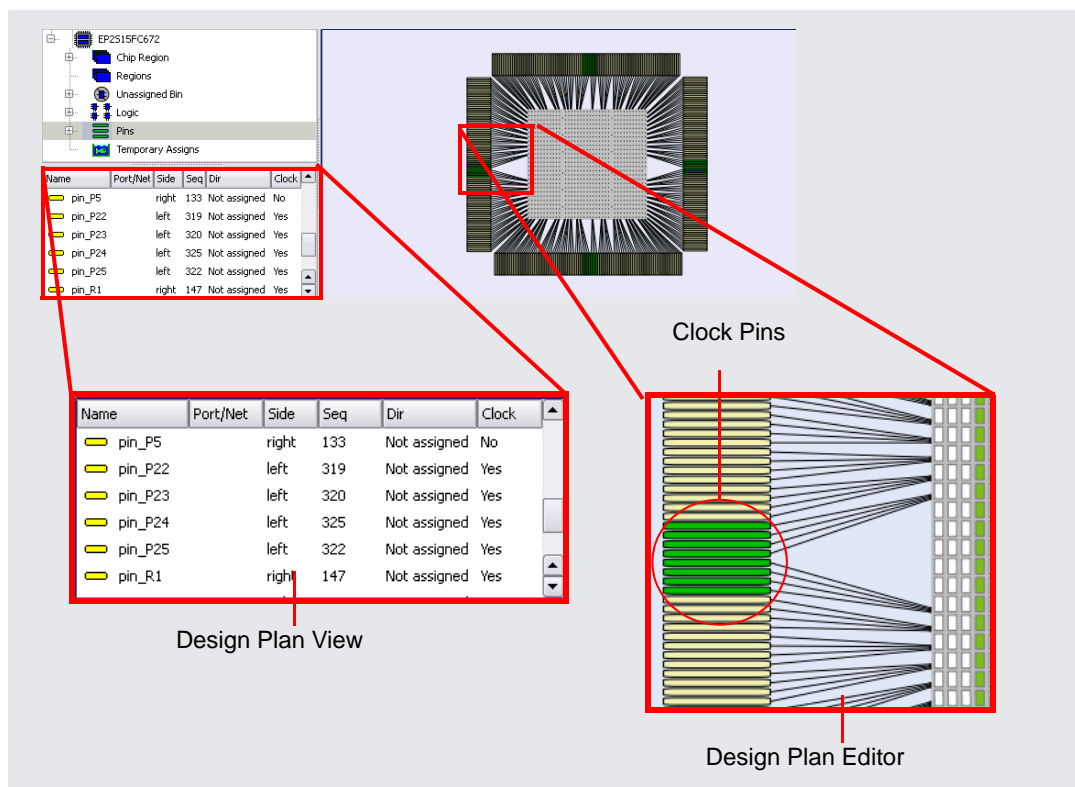 EP2S15FC672
Chip Region
Regions
Unassigned Bin
Logic
Pins
Temporary Assigns
Name Port/Net Side Seq Dir Clock
pin_P5 right 133 Not assigned No
pin_P22 left 319 Not assigned Yes
pin_P23 left 320 Not assigned Yes
pin_P24 left 325 Not assigned Yes
pin_P25 left 322 Not assigned Yes
pin_R1 right 147 Not assigned Yes
Clock Pins
Name Port/Net Side Seq Dir Clock
pin_P5 right 133 Not assigned No
pin_P22 left 319 Not assigned Yes
pin_P23 left 320 Not assigned Yes
pin_P24 left 325 Not assigned Yes
pin_P25 left 322 Not assigned Yes
pin_R1 right 147 Not assigned Yes
Design Plan View
Design Plan Editor